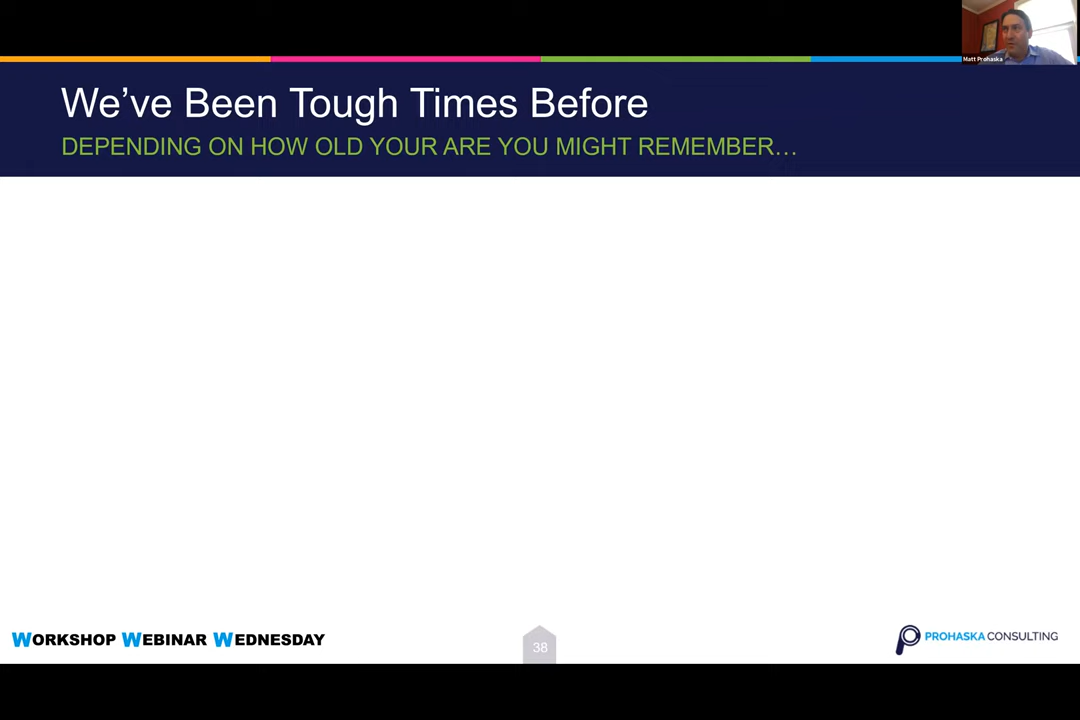 Matt Prohaska
We've Been Tough Times Before
DEPENDING ON HOW OLD YOUR ARE YOU MIGHT REMEMBER…
WORKSHOP WEBINAR WEDNESDAY
38
PROHASKA CONSULTING